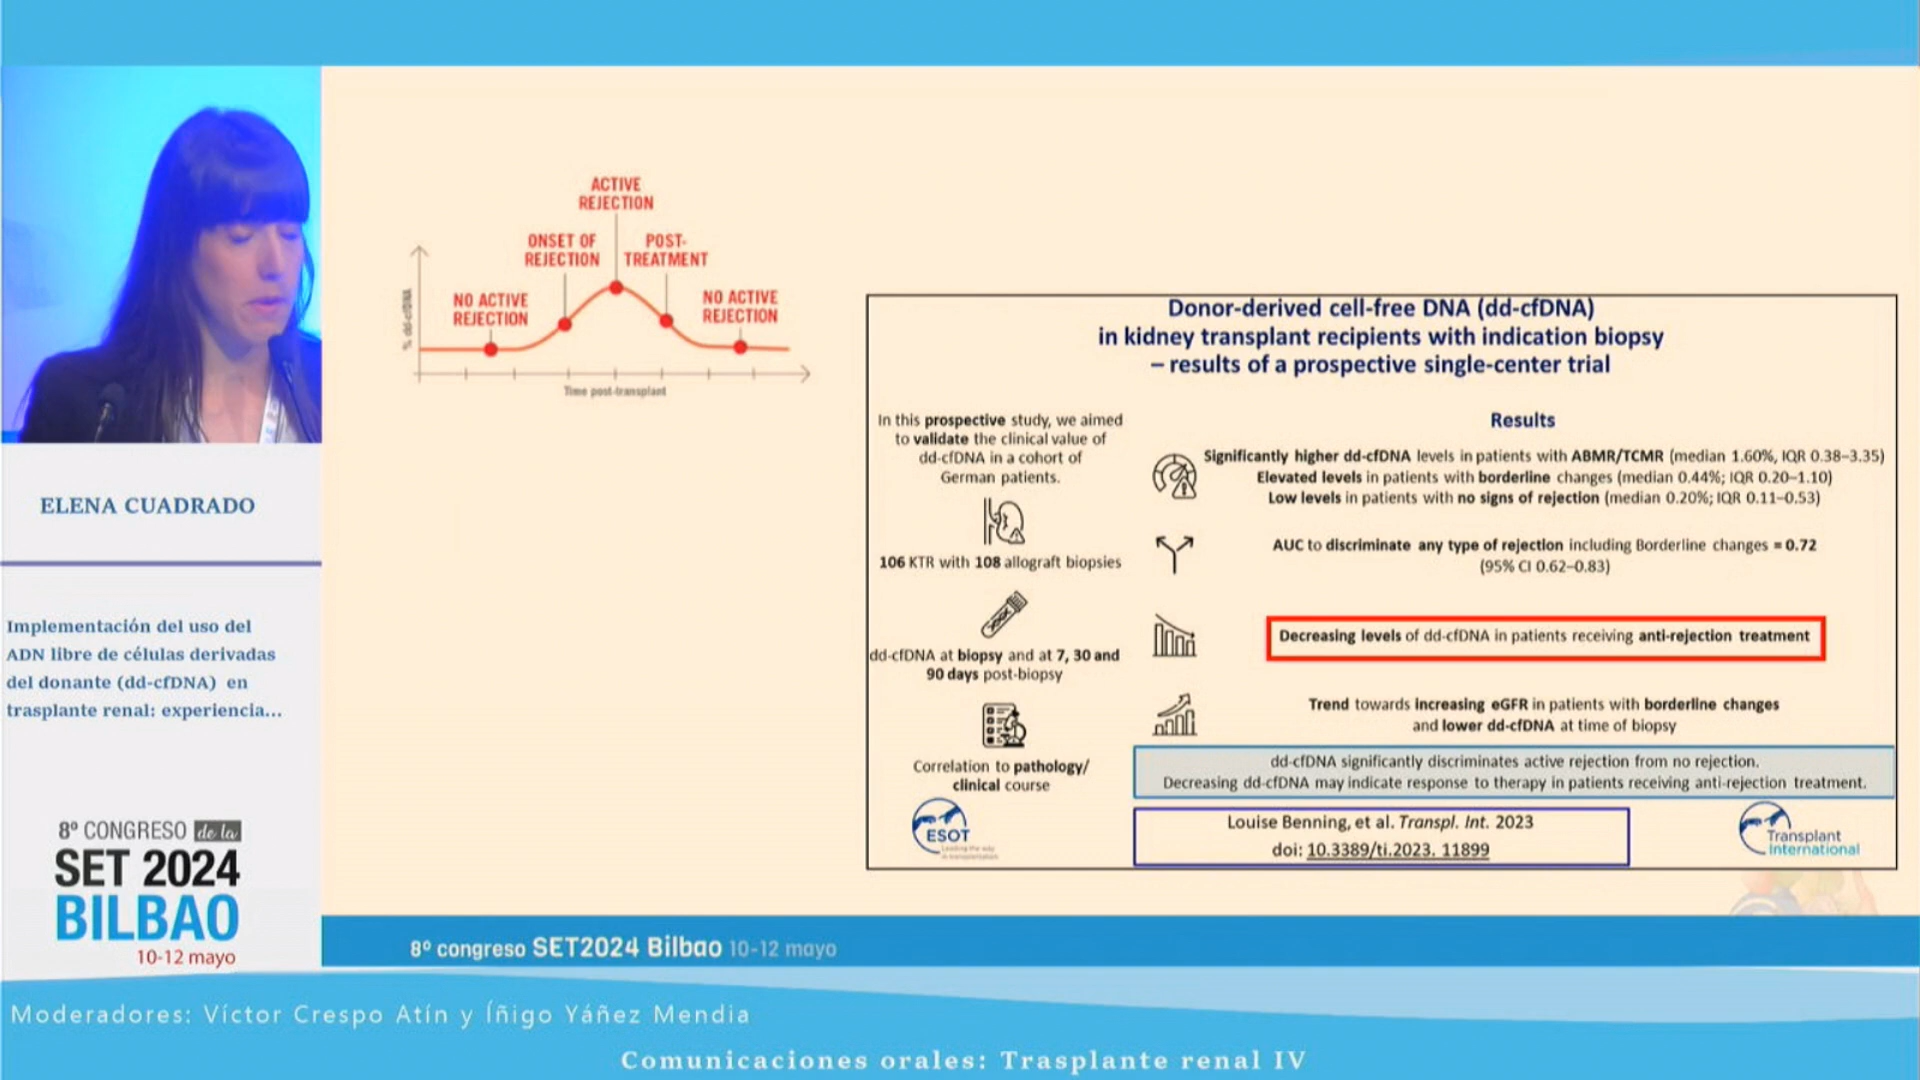 ELENA CUADRADO
Implementación del uso del
ADN libre de células derivadas
del donante (dd-cfDNA) en
trasplante renal: experiencia...
8º CONGRESO de la
SET 2024
BILBAO
10-12 mayo
ACTIVE
REJECTION
ONSET OF
REJECTION
POST-
TREATMENT
NO ACTIVE
REJECTION
NO ACTIVE
REJECTION
% dd-cfDNA
Time post-transplant
Donor-derived cell-free DNA (dd-cfDNA)
in kidney transplant recipients with indication biopsy
– results of a prospective single-center trial
In this prospective study, we aimed
to validate the clinical value of
dd-cfDNA in a cohort of
German patients.
106 KTR with 108 allograft biopsies
dd-cfDNA at biopsy and at 7, 30 and
90 days post-biopsy
Correlation to pathology/
clinical course
ESOT
Leading the way
in transplantation
Results
Significantly higher dd-cfDNA levels in patients with ABMR/TCMR (median 1.60%, IQR 0.38–3.35)
Elevated levels in patients with borderline changes (median 0.44%; IQR 0.20–1.10)
Low levels in patients with no signs of rejection (median 0.20%; IQR 0.11–0.53)
AUC to discriminate any type of rejection including Borderline changes = 0.72
(95% CI 0.62–0.83)
Decreasing levels of dd-cfDNA in patients receiving anti-rejection treatment
Trend towards increasing eGFR in patients with borderline changes
and lower dd-cfDNA at time of biopsy
dd-cfDNA significantly discriminates active rejection from no rejection.
Decreasing dd-cfDNA may indicate response to therapy in patients receiving anti-rejection treatment.
Louise Benning, et al. Transpl. Int. 2023
doi: 10.3389/ti.2023. 11899
Transplant
International
8º congreso SET2024 Bilbao 10-12 mayo
Moderadores: Víctor Crespo Atín y Íñigo Yáñez Mendia
Comunicaciones orales: Trasplante renal IV